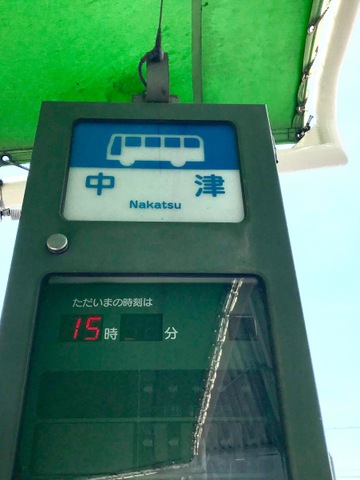 中津
Nakatsu
ただいまの時刻は
15時 分